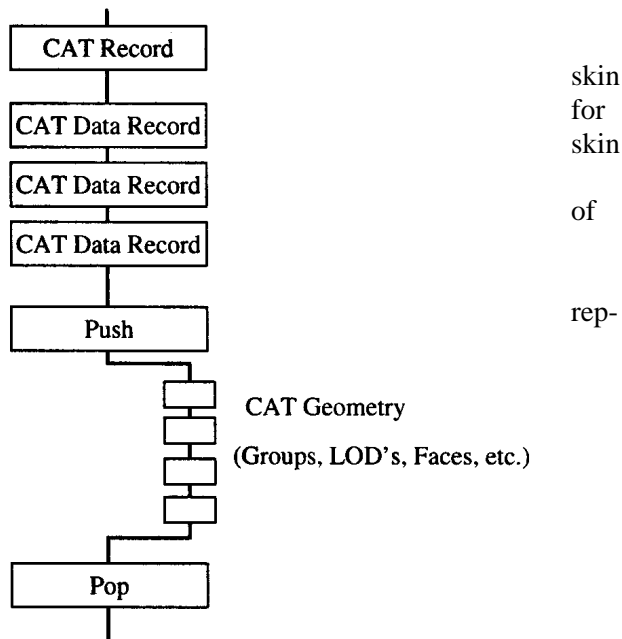 CAT Record
CAT Data Record
CAT Data Record
CAT Data Record
Push
CAT Geometry
(Groups, LOD's, Faces, etc.)
Pop
skin
for
skin
of
rep-